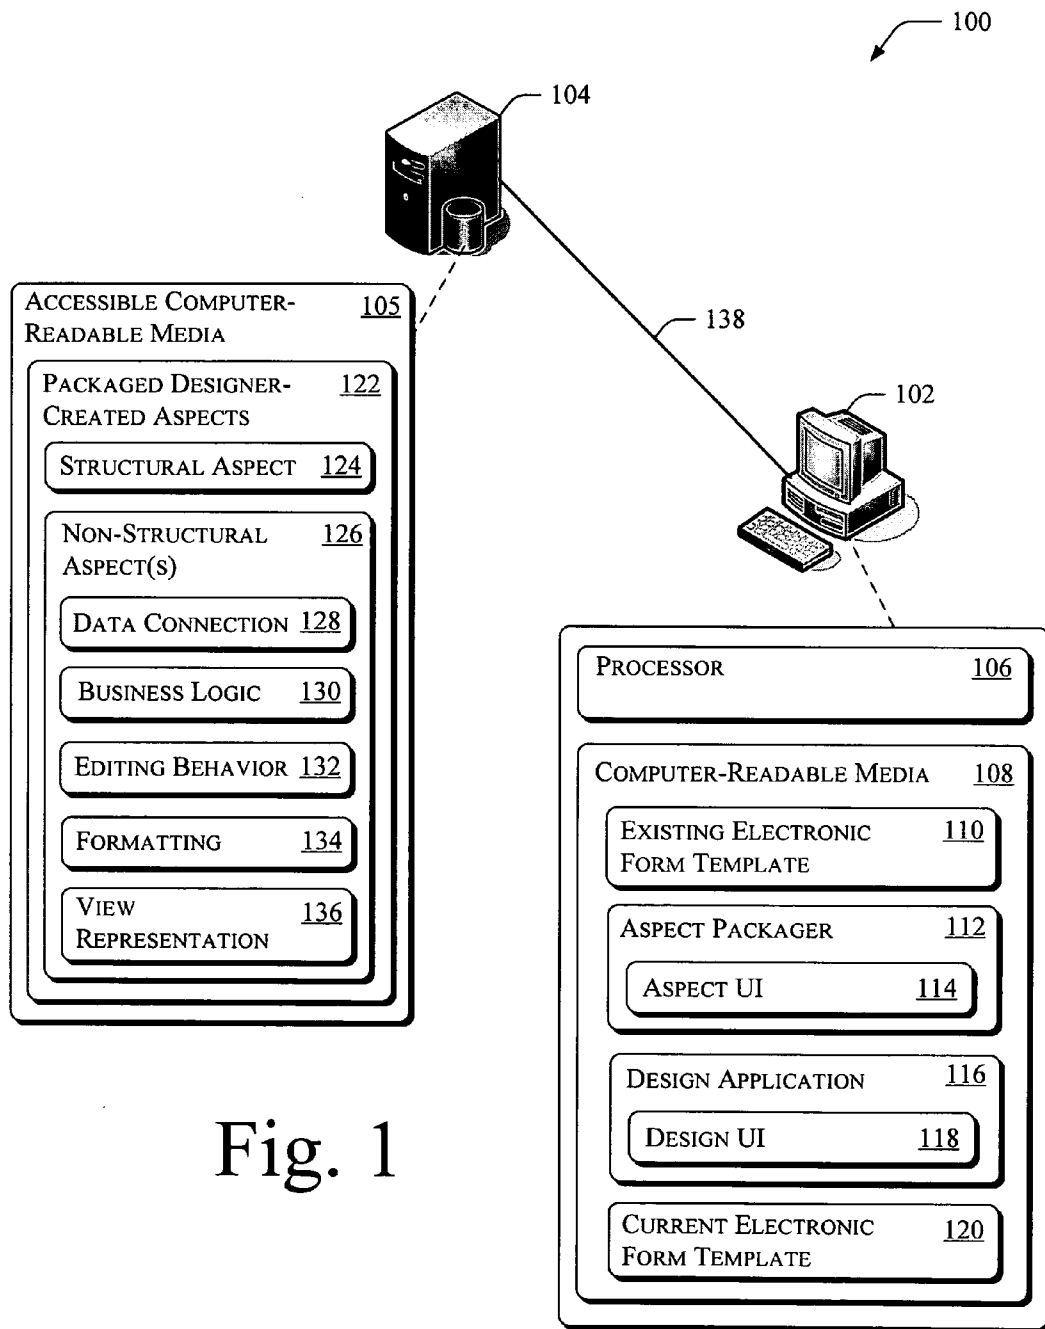 100
104
138
102
ACCESSIBLE COMPUTER- 105
READABLE MEDIA
PACKAGED DESIGNER- 122
CREATED ASPECTS
STRUCTURAL ASPECT 124
NON-STRUCTURAL 126
ASPECT(S)
DATA CONNECTION 128
BUSINESS LOGIC 130
EDITING BEHAVIOR 132
FORMATTING 134
VIEW 136
REPRESENTATION
PROCESSOR 106
COMPUTER-READABLE MEDIA 108
EXISTING ELECTRONIC 110
FORM TEMPLATE
ASPECT PACKAGER 112
ASPECT UI 114
DESIGN APPLICATION 116
DESIGN UI 118
CURRENT ELECTRONIC 120
FORM TEMPLATE
Fig. 1